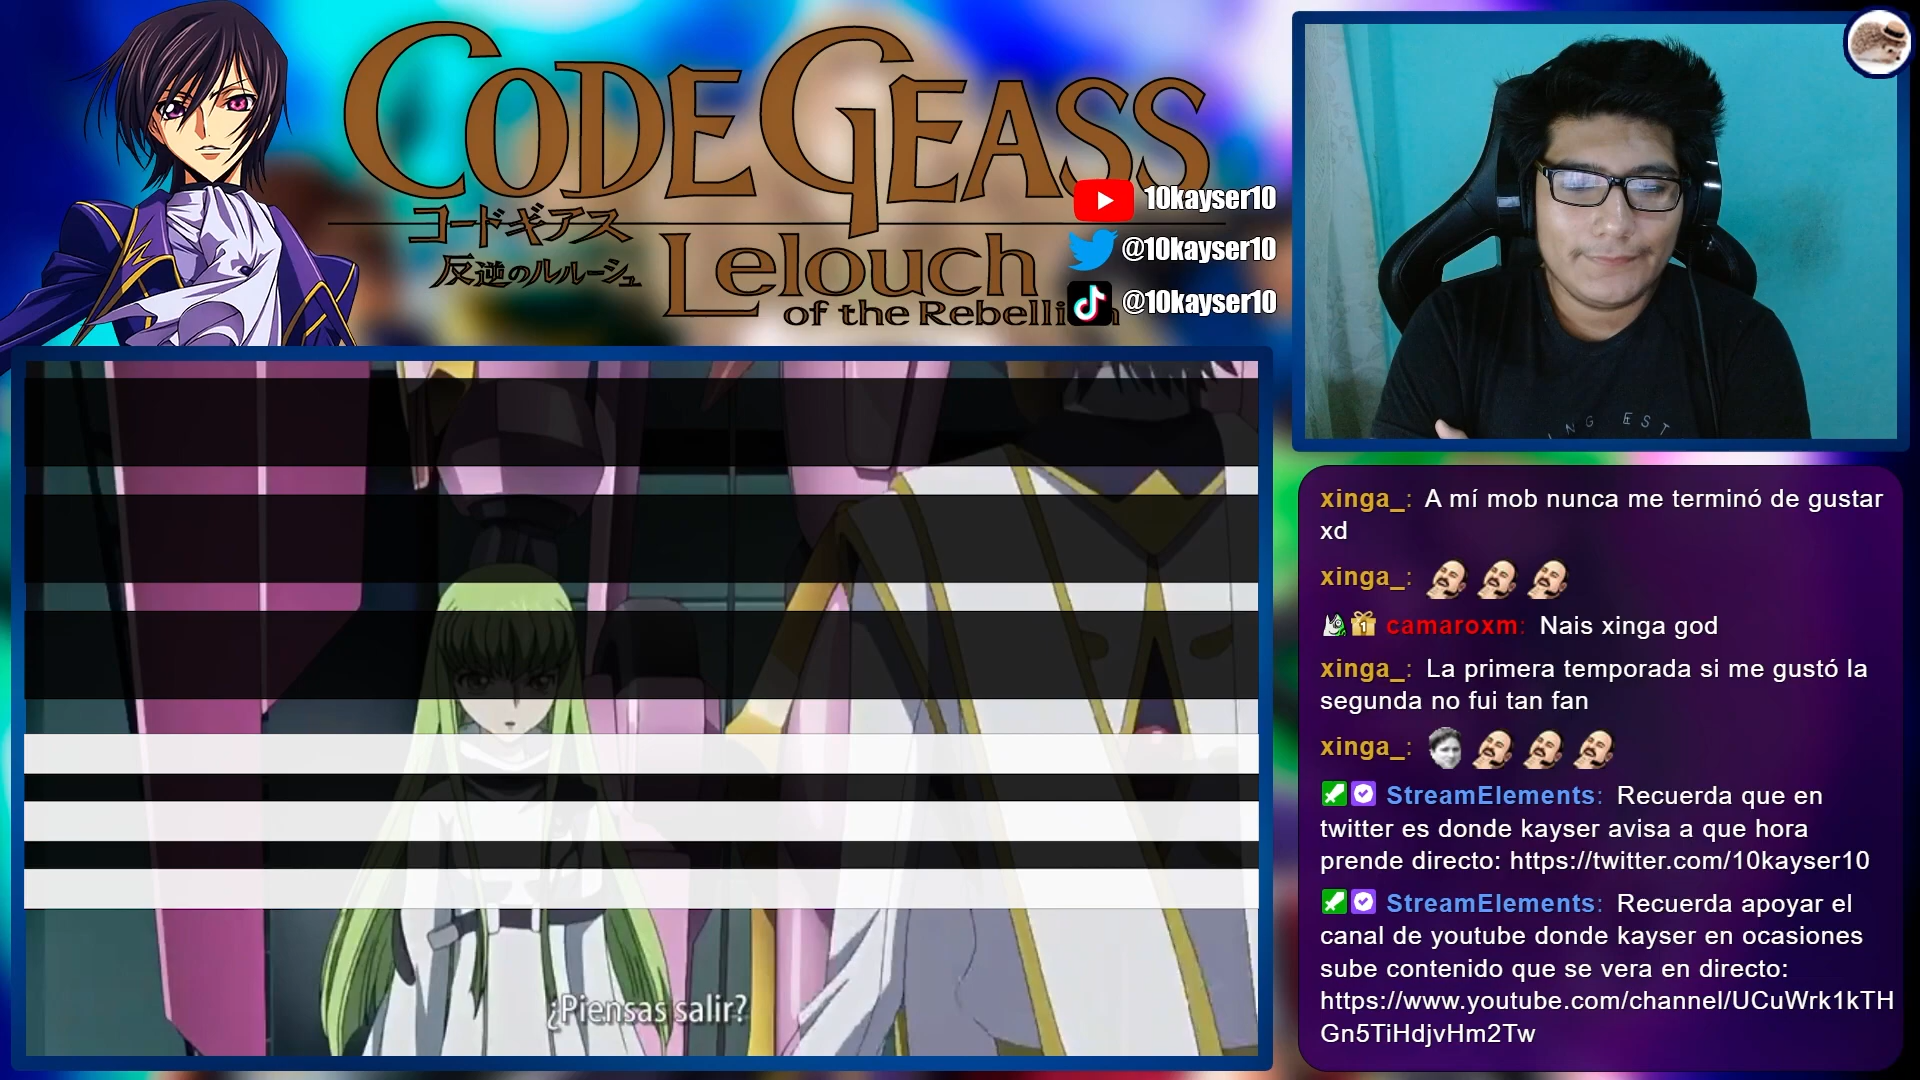 CODE GEASS
コードギアス
反逆のルルーシュ
Lelouch
of the Rebelli n
10kayser10
@10kayser10
@10kayser10
NG EST
¿Piensas salir?
xinga_: A mí mob nunca me terminó de gustar
xd
xinga_:
1 camaroxm: Nais xinga god
xinga_: La primera temporada si me gustó la
segunda no fui tan fan
xinga_:
StreamElements: Recuerda que en
twitter es donde kayser avisa a que hora
prende directo: https://twitter.com/10kayser10
StreamElements: Recuerda apoyar el
canal de youtube donde kayser en ocasiones
sube contenido que se vera en directo:
https://www.youtube.com/channel/UCuWrk1kTH
Gn5TiHdjvHm2Tw